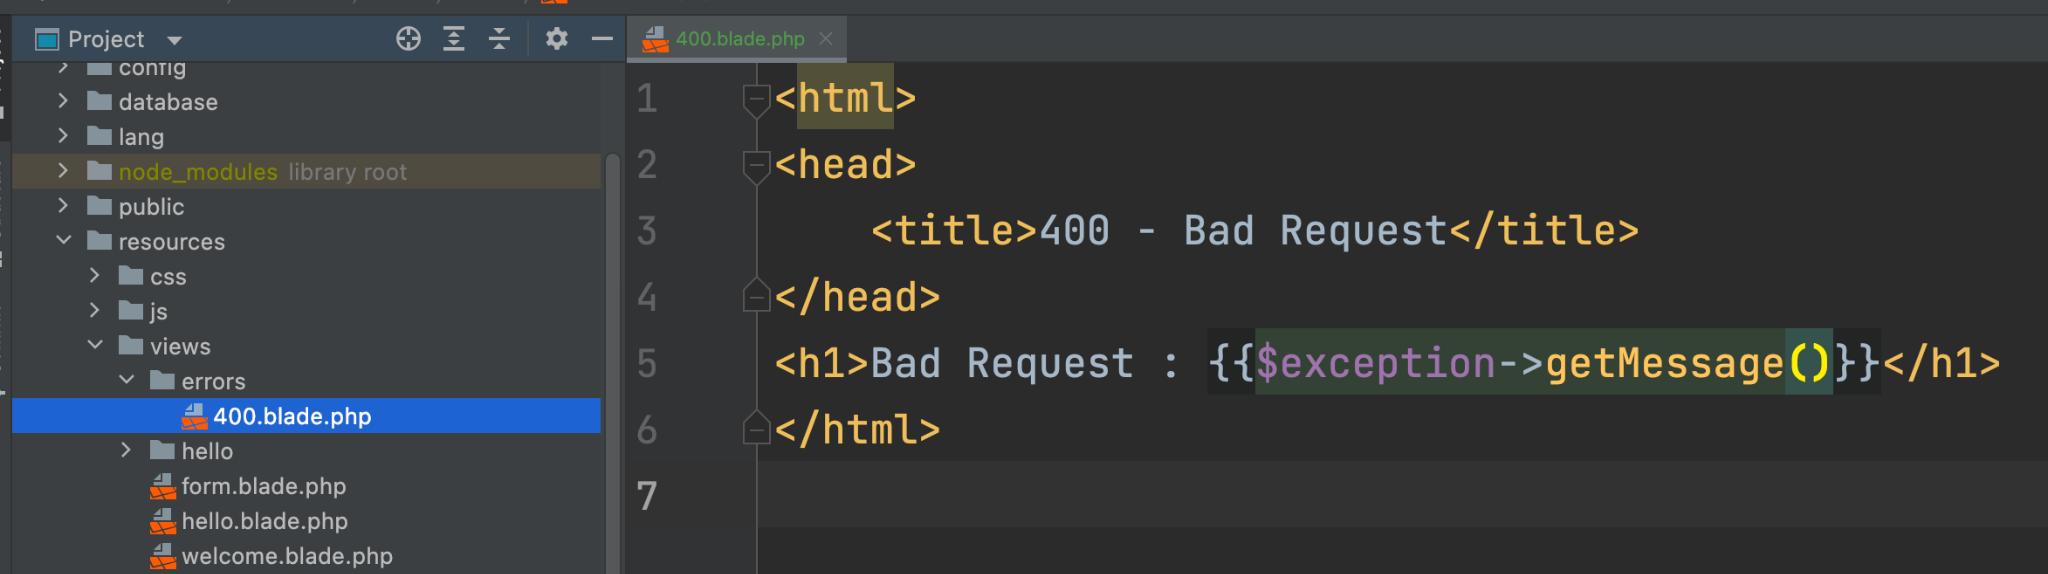 Project
config
database
lang
node_modules library root
public
resources
css
js
views
errors
400.blade.php
hello
form.blade.php
hello.blade.php
welcome.blade.php
400.blade.php
1 <html>
2 <head>
3 <title>400 - Bad Request</title>
4 </head>
5 <h1>Bad Request : {{$exception->getMessage()}}</h1>
6 </html>
7